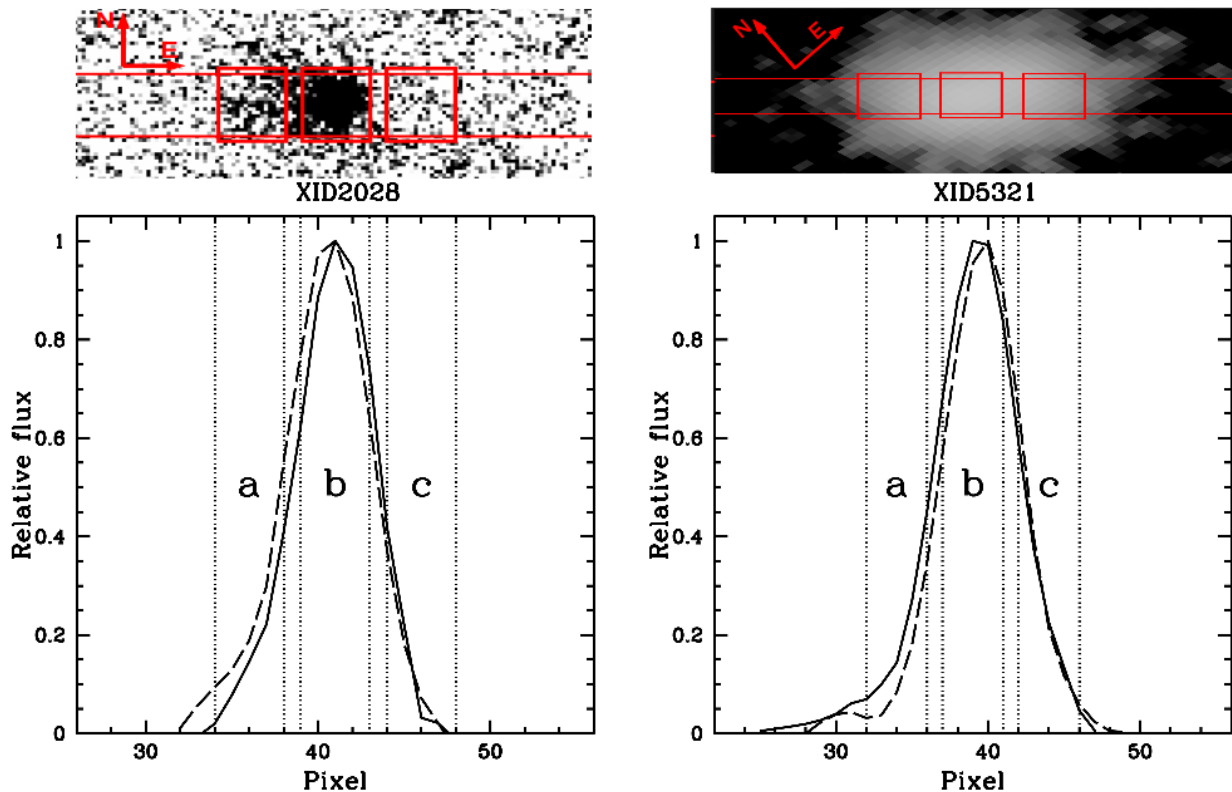 N
E
N
E
XID2028
XID5321
1
0.8
0.6
0.4
0.2
0
Relative flux
a b c
30 40 50
Pixel
1
0.8
0.6
0.4
0.2
0
Relative flux
a b c
30 40 50
Pixel